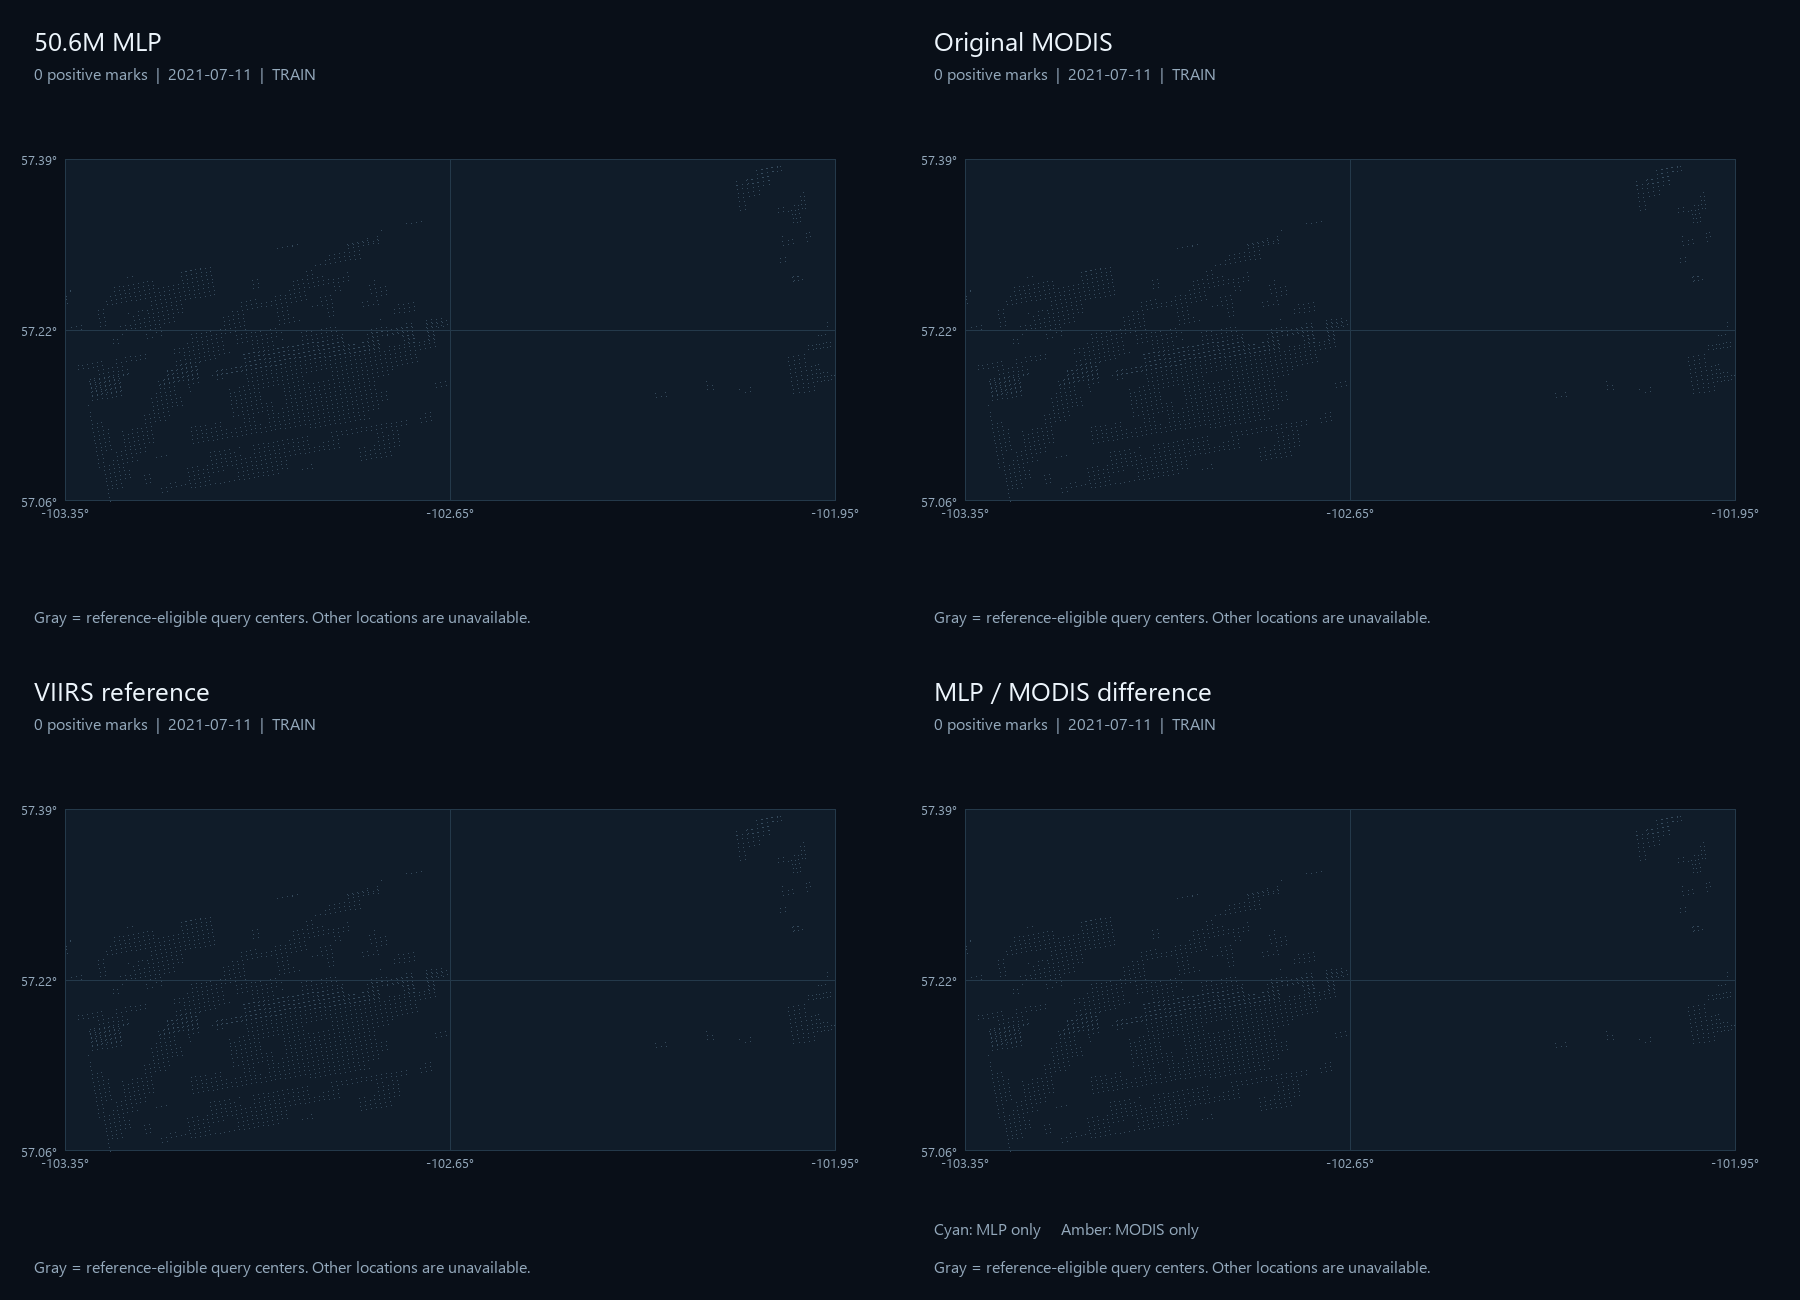 50.6M MLP
0 positive marks | 2021-07-11 | TRAIN
57.39°
57.22°
57.06°
-103.35°
-102.65°
-101.95°
Gray = reference-eligible query centers. Other locations are unavailable.
Original MODIS
0 positive marks | 2021-07-11 | TRAIN
57.39°
57.22°
57.06°
-103.35°
-102.65°
-101.95°
Gray = reference-eligible query centers. Other locations are unavailable.
VIIRS reference
0 positive marks | 2021-07-11 | TRAIN
57.39°
57.22°
57.06°
-103.35°
-102.65°
-101.95°
Gray = reference-eligible query centers. Other locations are unavailable.
MLP / MODIS difference
0 positive marks | 2021-07-11 | TRAIN
57.39°
57.22°
57.06°
-103.35°
-102.65°
-101.95°
Cyan: MLP only Amber: MODIS only
Gray = reference-eligible query centers. Other locations are unavailable.